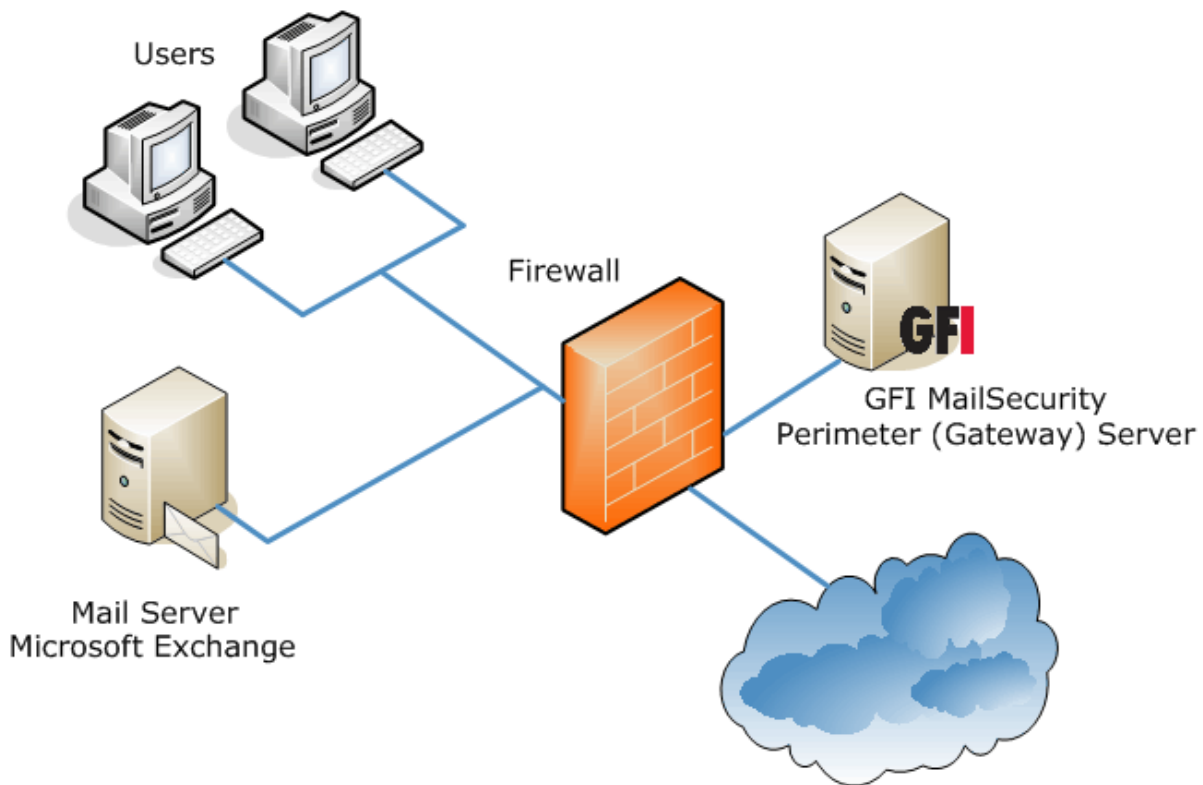 Users
Firewall
GFI
GFI MailSecurity
Perimeter (Gateway) Server
Mail Server
Microsoft Exchange